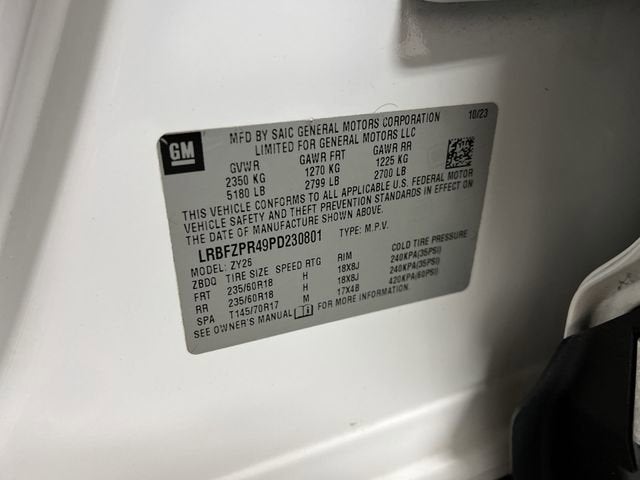 GM
MFD BY SAIC GENERAL MOTORS CORPORATION 10/23
LIMITED FOR GENERAL MOTORS LLC
GVWR GAWR FRT GAWR RR
2350 KG 1270 KG 1225 KG
5180 LB 2799 LB 2700 LB
THIS VEHICLE CONFORMS TO ALL APPLICABLE U.S. FEDERAL MOTOR
VEHICLE SAFETY AND THEFT PREVENTION STANDARDS IN EFFECT ON
THE DATE OF MANUFACTURE SHOWN ABOVE.
LRBFZPR49PD230801 TYPE: M.P.V.
MODEL: ZY26
ZBDQ TIRE SIZE SPEED RTG RIM COLD TIRE PRESSURE
FRT 235/60R18 H 18X8J 240KPA(35PSI)
RR 235/60R18 H 18X8J 240KPA(35PSI)
SPA T145/70R17 M 17X4B 420KPA(60PSI)
SEE OWNER'S MANUAL FOR MORE INFORMATION